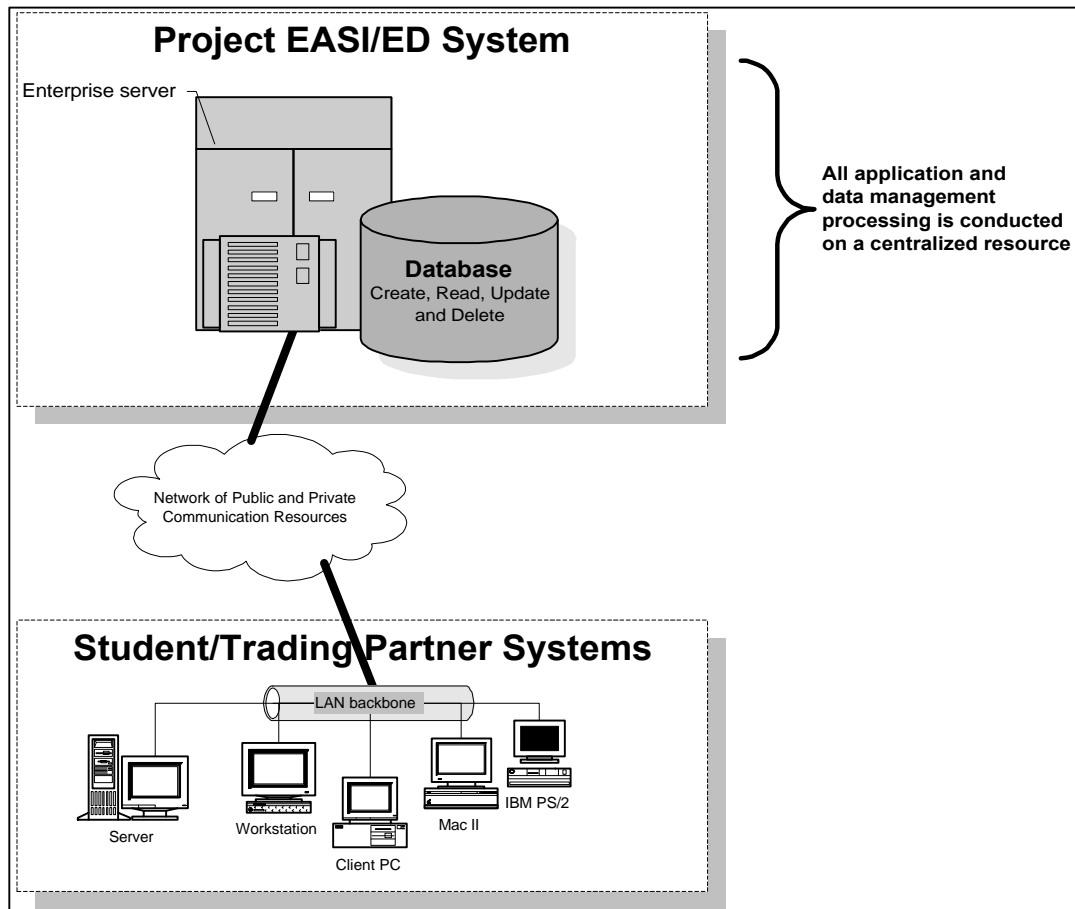 Project EASI/ED System
Enterprise server
Database
Create, Read, Update
and Delete
All application and
data management
processing is conducted
on a centralized resource
Network of Public and Private
Communication Resources
Student/Trading Partner Systems
LAN backbone
Server
Workstation
Client PC
Mac II
IBM PS/2